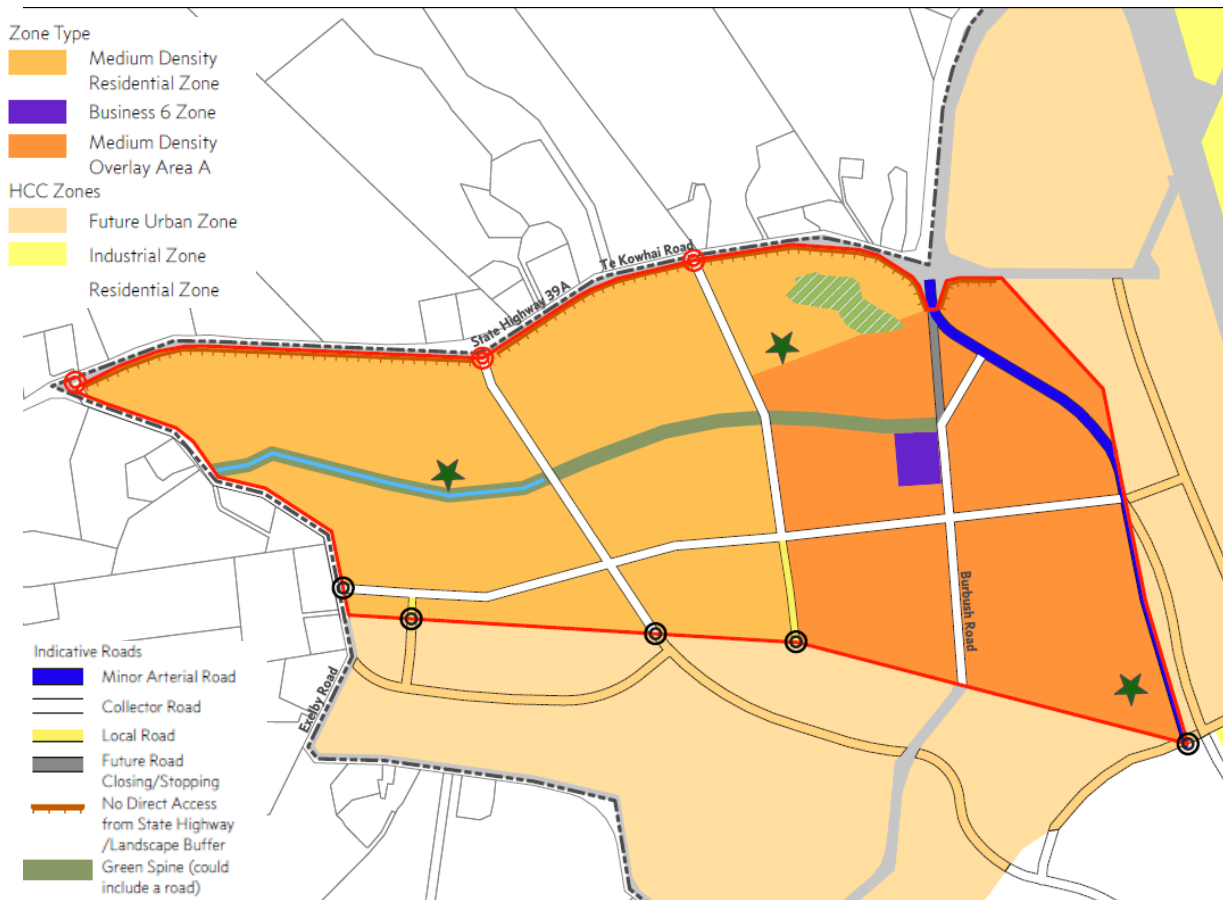 Zone Type
Medium Density
Residential Zone
Business 6 Zone
Medium Density
Overlay Area A
HCC Zones
Future Urban Zone
Industrial Zone
Residential Zone
Te Kowhai Road
State Highway 39A
Burbush Road
Exelby Road
Indicative Roads
Minor Arterial Road
Collector Road
Local Road
Future Road
Closing/Stopping
No Direct Access
from State Highway
/Landscape Buffer
Green Spine (could
include a road)